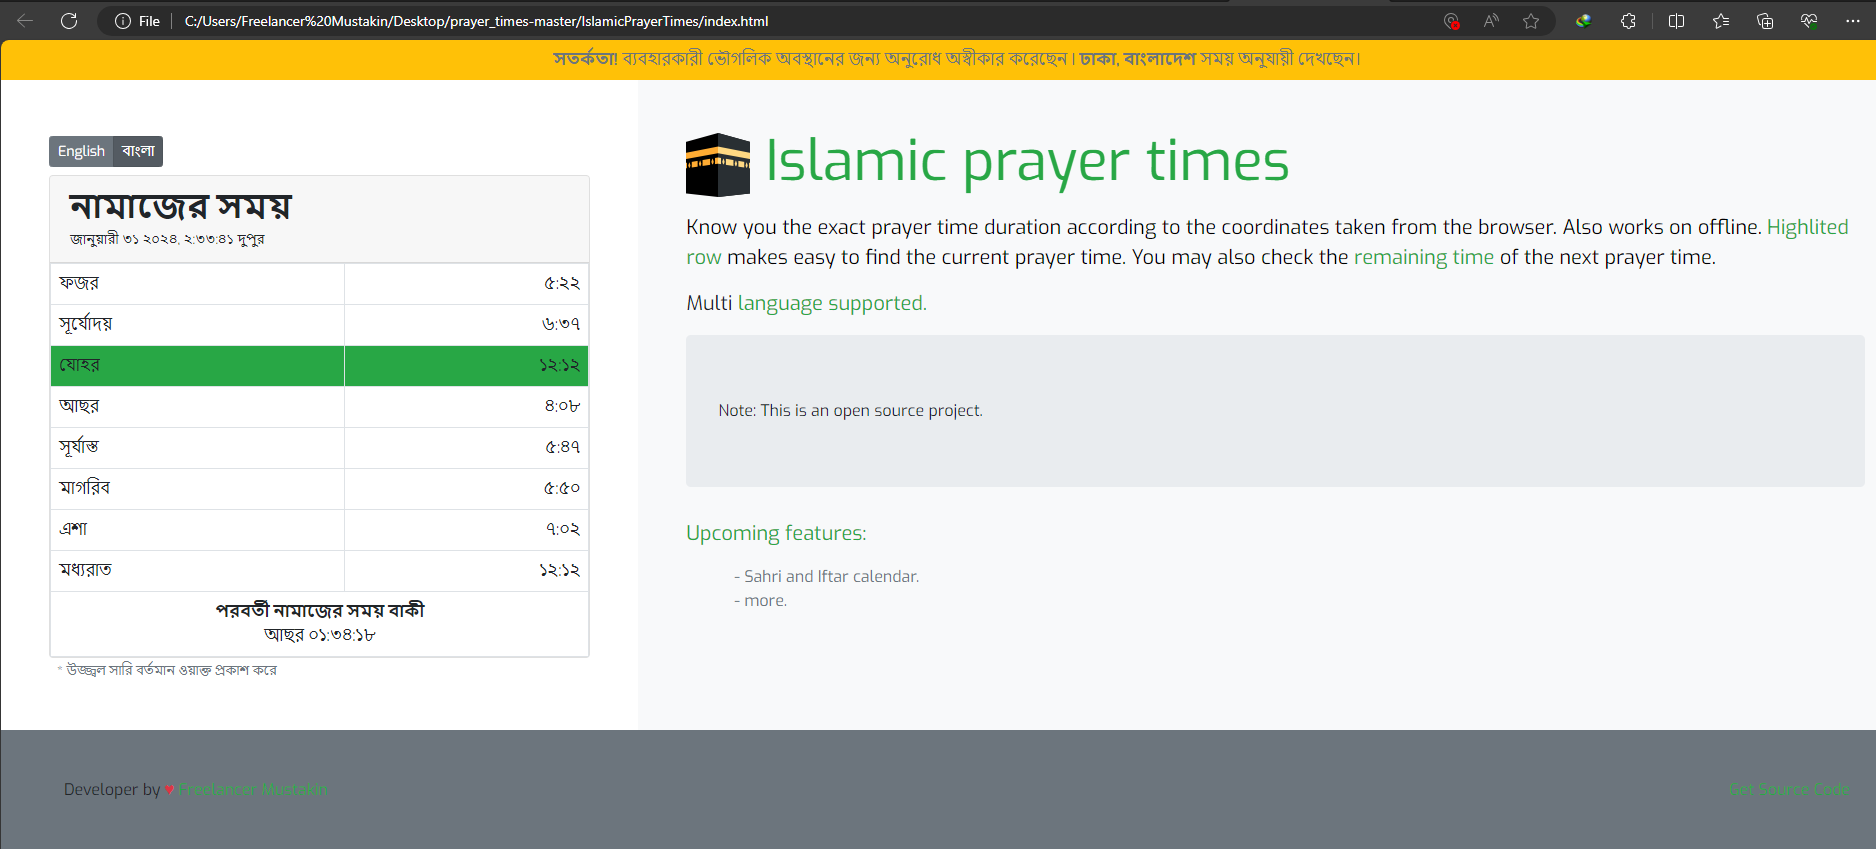 File
C:/Users/Freelancer%20Mustakin/Desktop/prayer_times-master/IslamicPrayerTimes/index.html
সতর্কতা! ব্যবহারকারী ভৌগলিক অবস্থানের জন্য অনুরোধ অস্বীকার করেছেন। ঢাকা, বাংলাদেশ সময় অনুযায়ী দেখছেন।
English বাংলা
নামাজের সময়
জানুয়ারী ৩১ ২০২৪, ২:৩৩:৪১ দুপুর
ফজর ৫:২২
সূর্যোদয় ৬:৩৭
যোহর ১২:১২
আছর ৪:০৮
সূর্যাস্ত ৫:৪৭
মাগরিব ৫:৫০
এশা ৭:০২
মধ্যরাত ১২:১২
পরবর্তী নামাজের সময় বাকী
আছর ০১:৩৪:১৮
* উজ্জ্বল সারি বর্তমান ওয়াক্ত প্রকাশ করে
Islamic prayer times
Know you the exact prayer time duration according to the coordinates taken from the browser. Also works on offline. Highlited
row makes easy to find the current prayer time. You may also check the remaining time of the next prayer time.
Multi language supported.
Note: This is an open source project.
Upcoming features:
- Sahri and Iftar calendar.
- more.
Developer by ♥ Freelancer Mustakin
Get Source Code